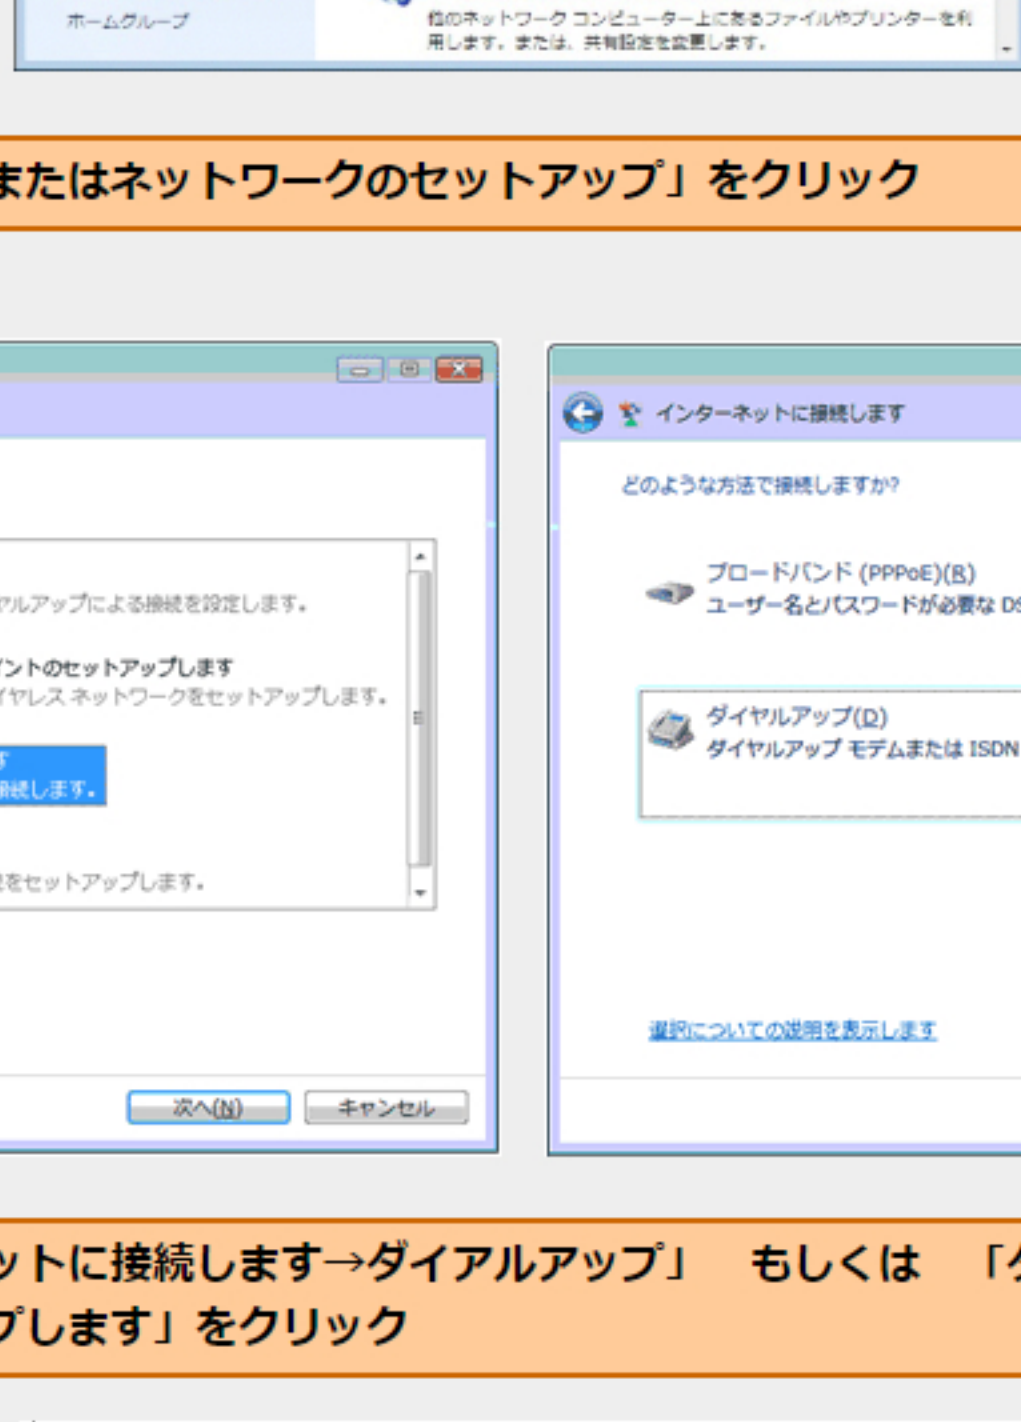 ホームグループ
他のネットワーク コンピューター上にあるファイルやプリンターを利
用します。または、共有設定を変更します。
またはネットワークのセットアップ」をクリック
ヤルアップによる接続を設定します。
イントのセットアップします
イヤレス ネットワークをセットアップします。
す
接続します。
をセットアップします。
次へ(N)
キャンセル
インターネットに接続します
どのような方法で接続しますか?
ブロードバンド (PPPoE)(R)
ユーザー名とパスワードが必要な DS
ダイヤルアップ(D)
ダイヤルアップ モデムまたは ISDN
選択についての説明を表示します
ットに接続します→ダイアルアップ」　もしくは　「ダ
プします」をクリック